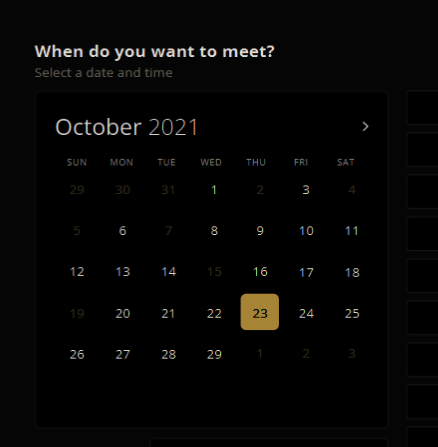 When do you want to meet?
Select a date and time
October 2021 >
SUN MON TUE WED THU FRI SAT
29 30 31 1 2 3 4
5 6 7 8 9 10 11
12 13 14 15 16 17 18
19 20 21 22 23 24 25
26 27 28 29 1 2 3